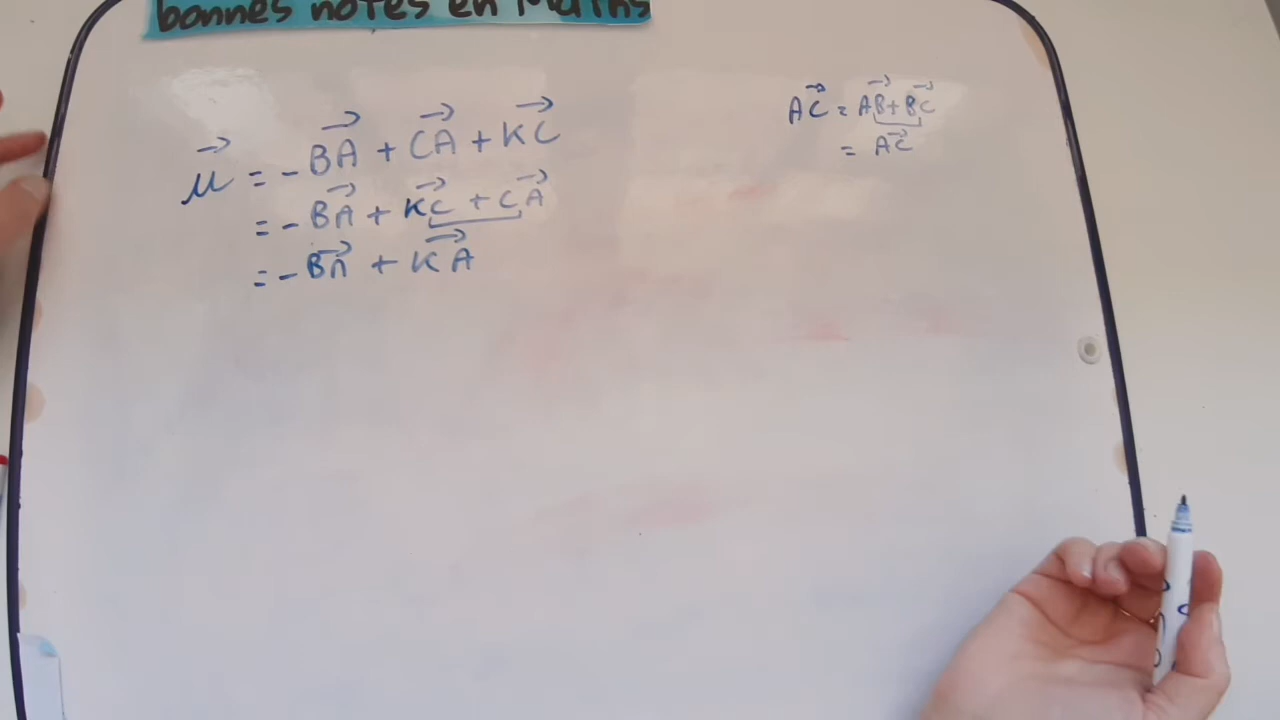 bonnes notes en Maths
μ⃗ = - BA⃗ + CA⃗ + KC⃗
= - BA⃗ + KC⃗ + CA⃗
= - BA⃗ + KA⃗
AC⃗ = AB⃗ + BC⃗
= AC⃗